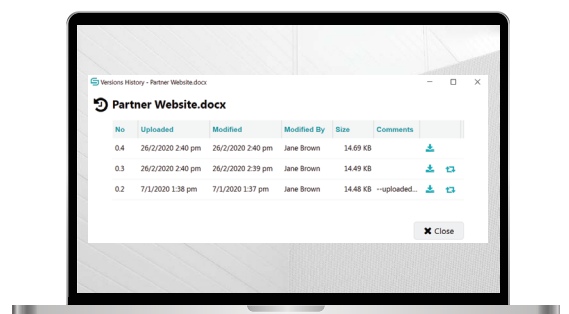 Versions History - Partner Website.docx
Partner Website.docx
No Uploaded Modified Modified By Size Comments
0.4 26/2/2020 2:40 pm 26/2/2020 2:40 pm Jane Brown 14.69 KB
0.3 26/2/2020 2:40 pm 26/2/2020 2:39 pm Jane Brown 14.49 KB
0.2 7/1/2020 1:38 pm 7/1/2020 1:37 pm Jane Brown 14.48 KB --uploaded...
Close